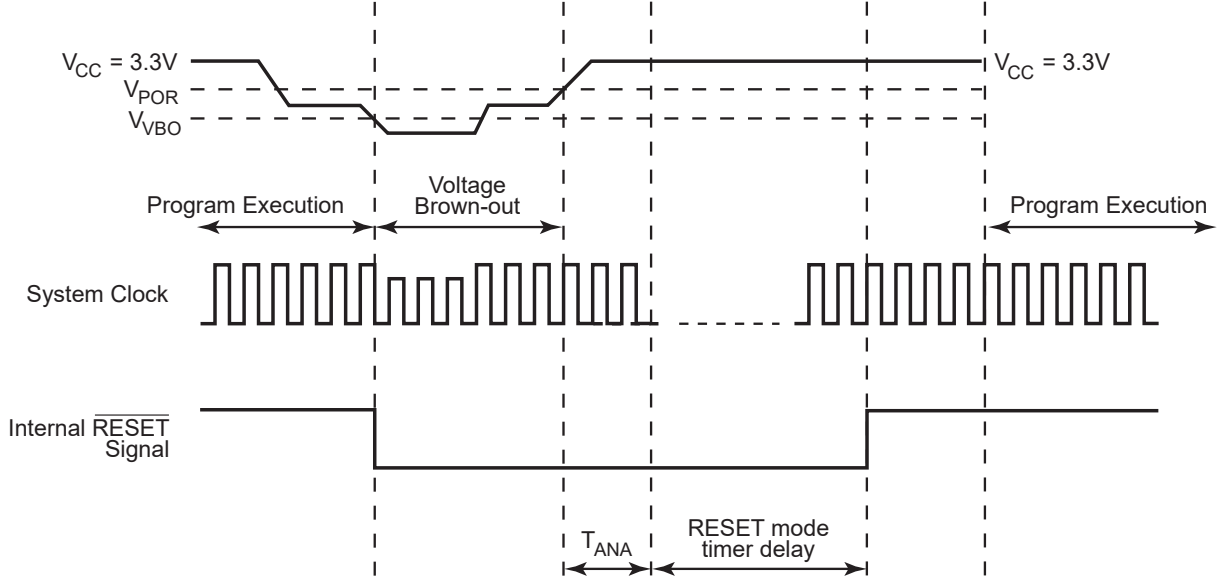 V_CC = 3.3V
V_CC = 3.3V
V_POR
V_VBO
Voltage
Brown-out
Program Execution
Program Execution
System Clock
Internal RESET
Signal
RESET mode
timer delay
T_ANA